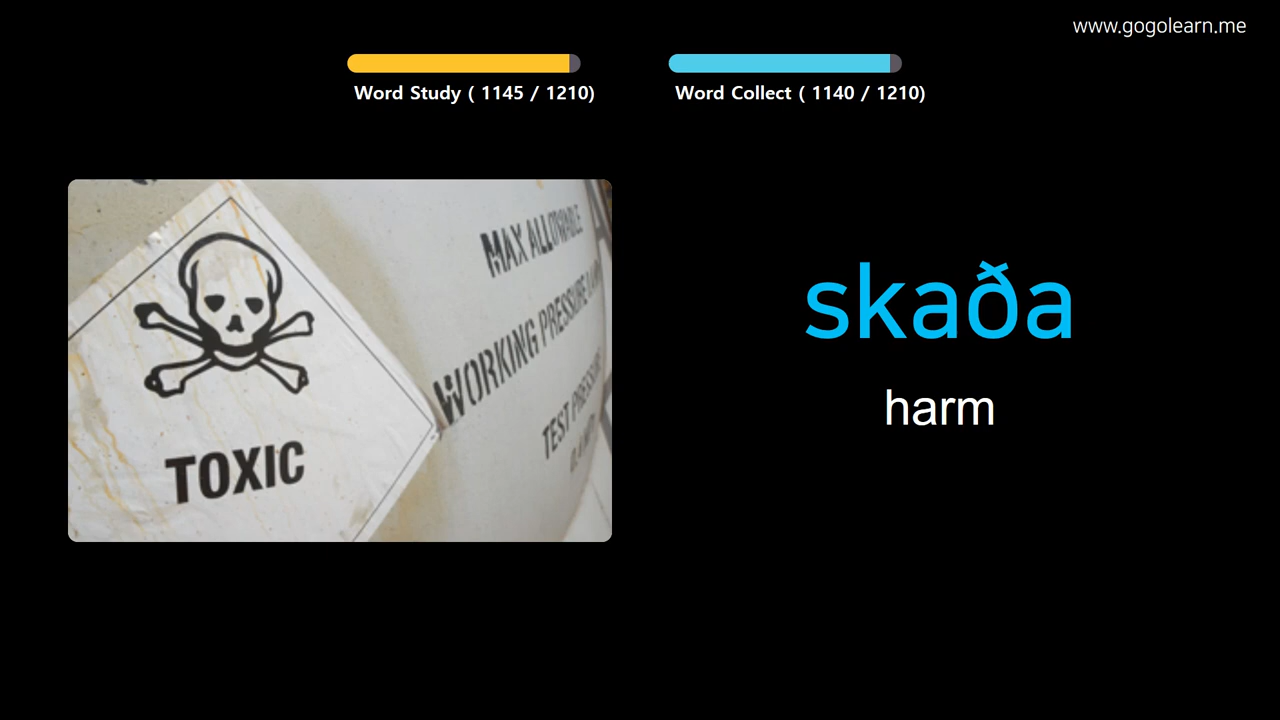 www.gogolearn.me
Word Study ( 1145 / 1210)
Word Collect ( 1140 / 1210)
MAX ALLOWABLE
WORKING PRESSURE
TEST
TOXIC
skaða
harm